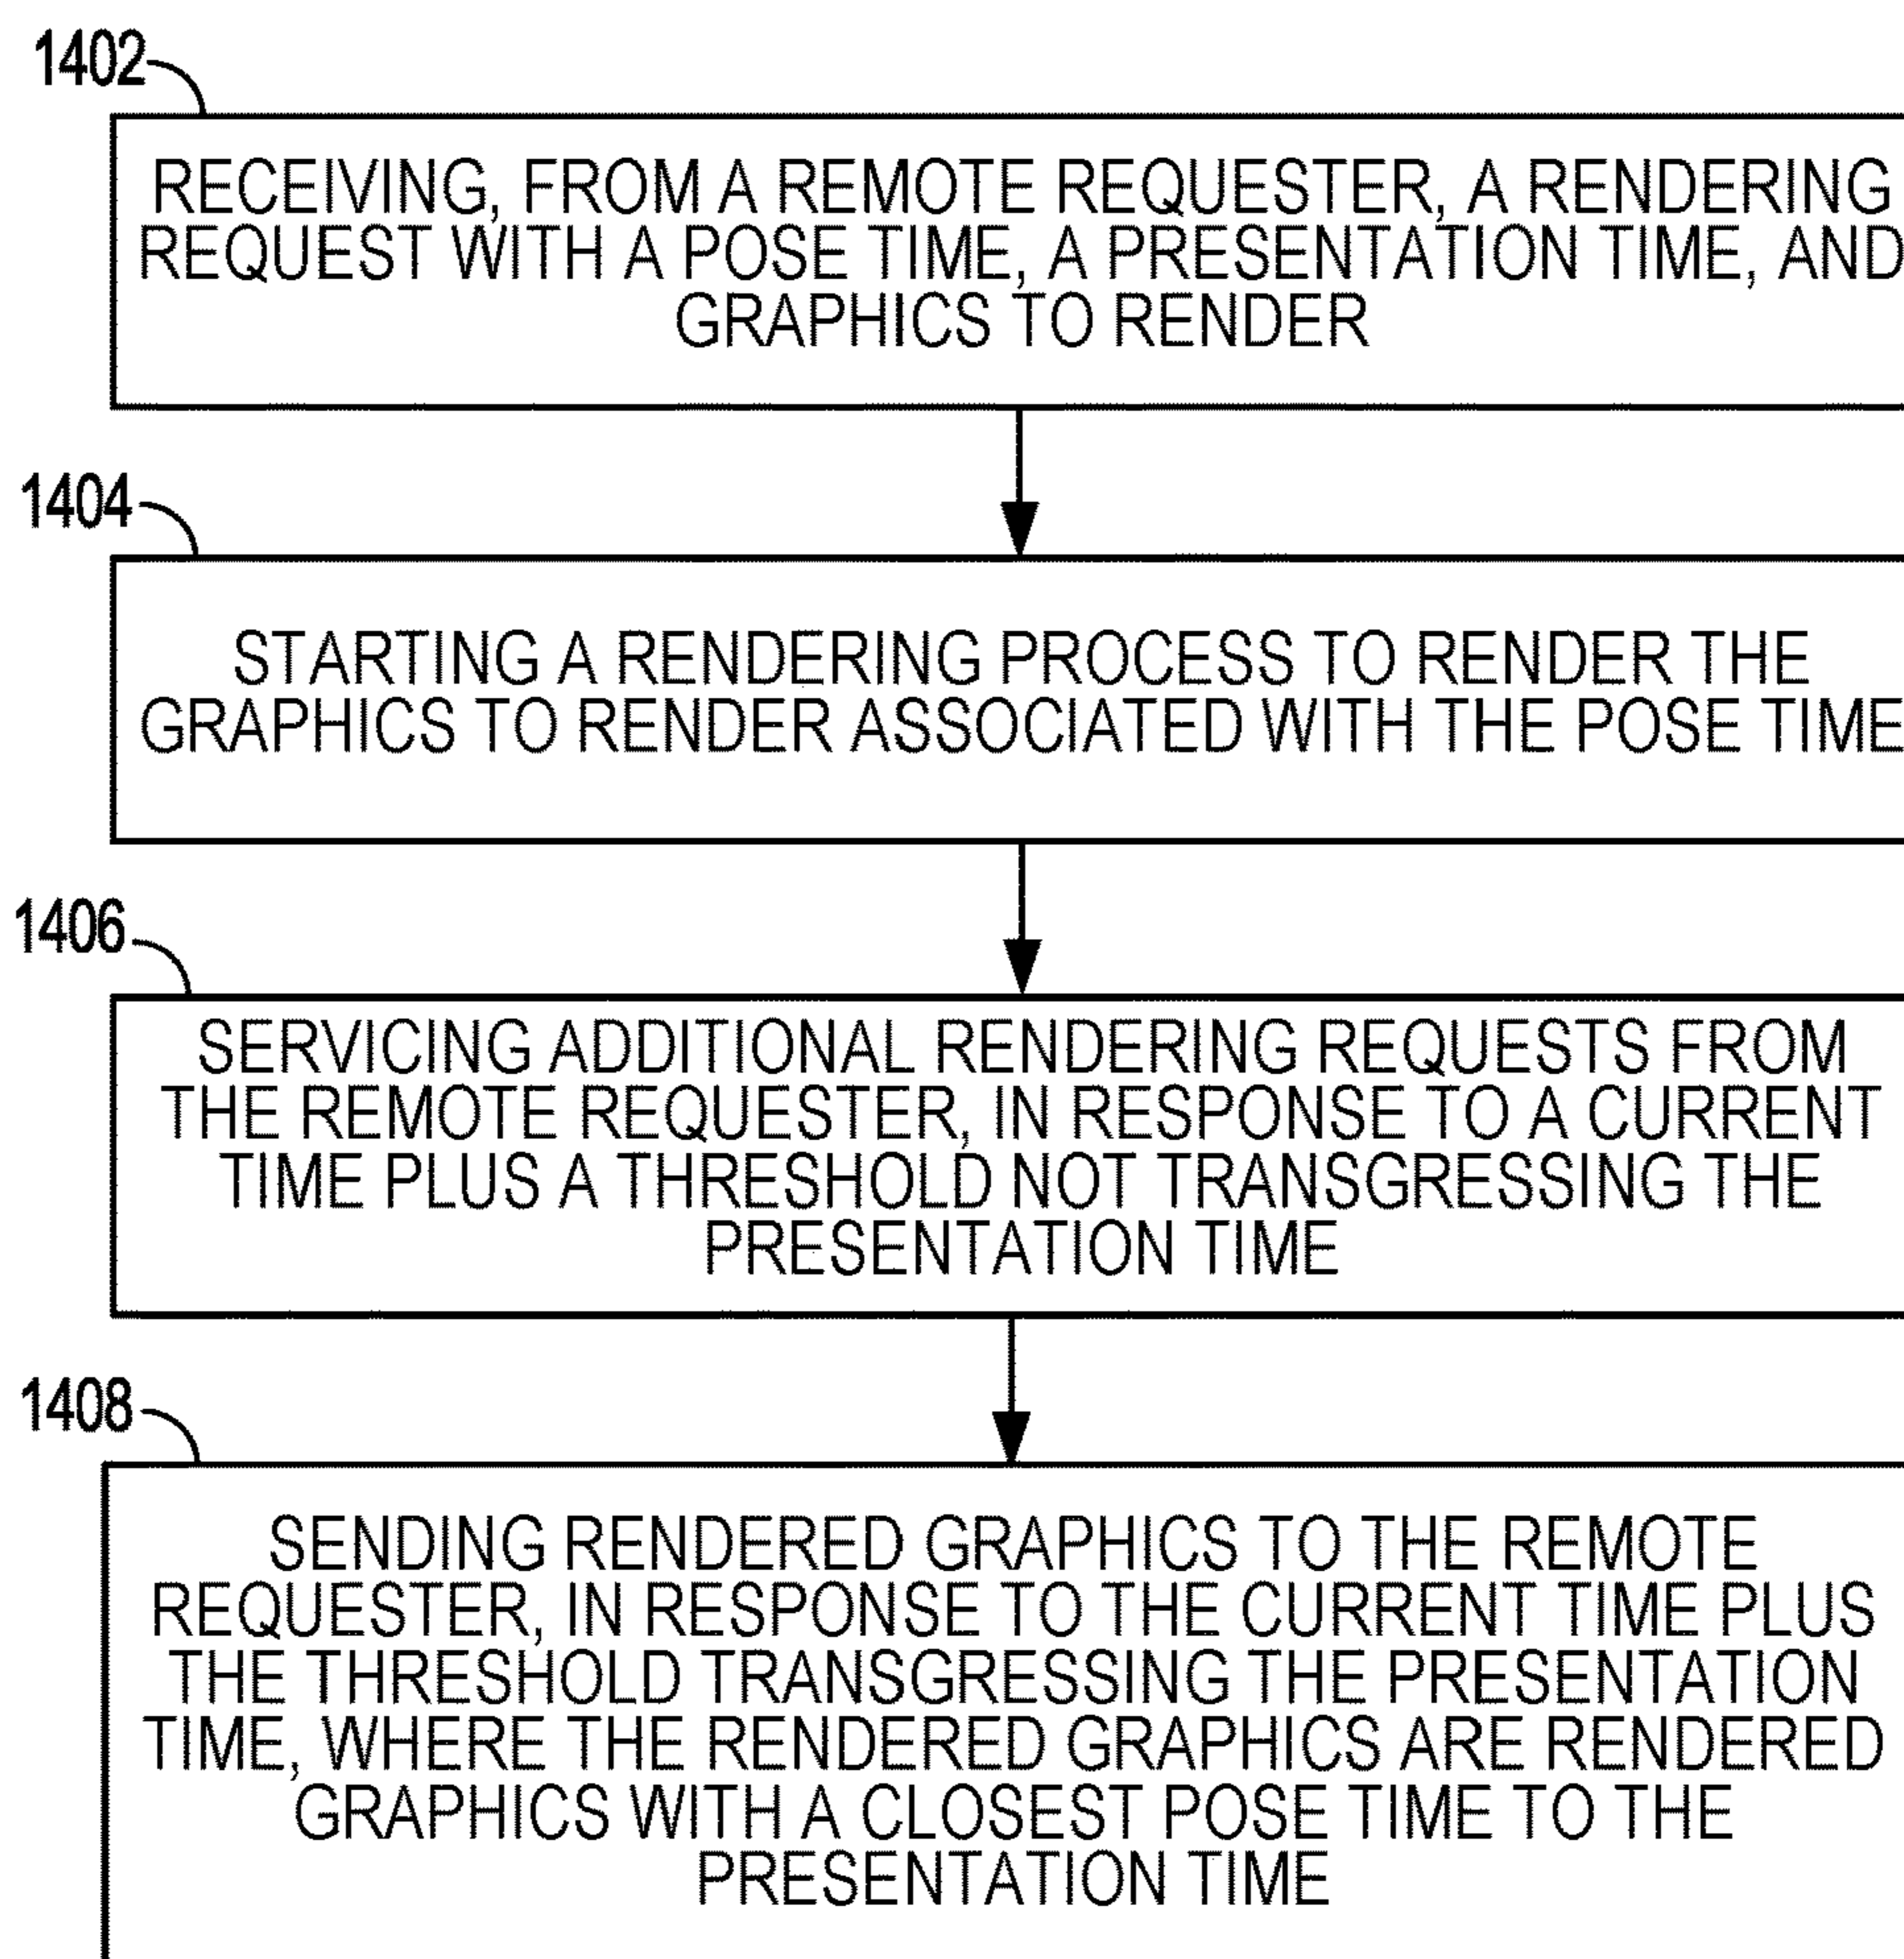 1402
RECEIVING, FROM A REMOTE REQUESTER, A RENDERING
REQUEST WITH A POSE TIME, A PRESENTATION TIME, AND
GRAPHICS TO RENDER
1404
STARTING A RENDERING PROCESS TO RENDER THE
GRAPHICS TO RENDER ASSOCIATED WITH THE POSE TIME
1406
SERVICING ADDITIONAL RENDERING REQUESTS FROM
THE REMOTE REQUESTER, IN RESPONSE TO A CURRENT
TIME PLUS A THRESHOLD NOT TRANSGRESSING THE
PRESENTATION TIME
1408
SENDING RENDERED GRAPHICS TO THE REMOTE
REQUESTER, IN RESPONSE TO THE CURRENT TIME PLUS
THE THRESHOLD TRANSGRESSING THE PRESENTATION
TIME, WHERE THE RENDERED GRAPHICS ARE RENDERED
GRAPHICS WITH A CLOSEST POSE TIME TO THE
PRESENTATION TIME